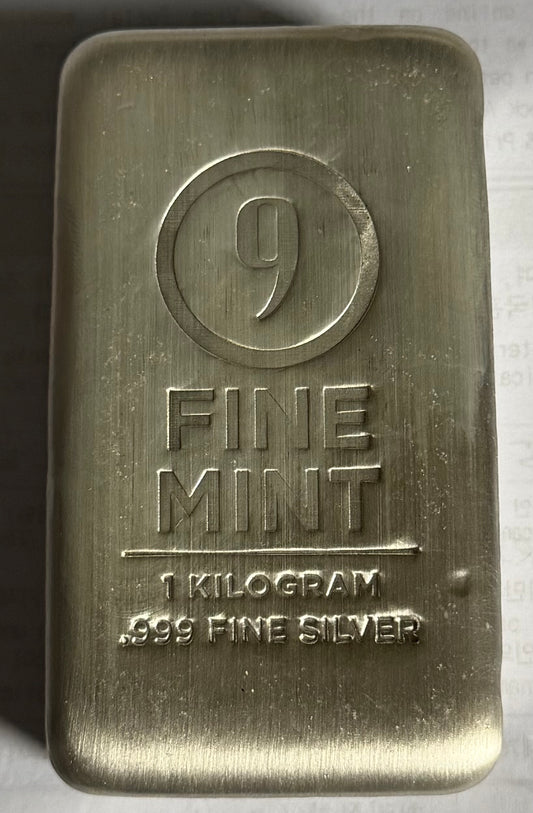 9
FINE
MINT
1 KILOGRAM
.999 FINE SILVER